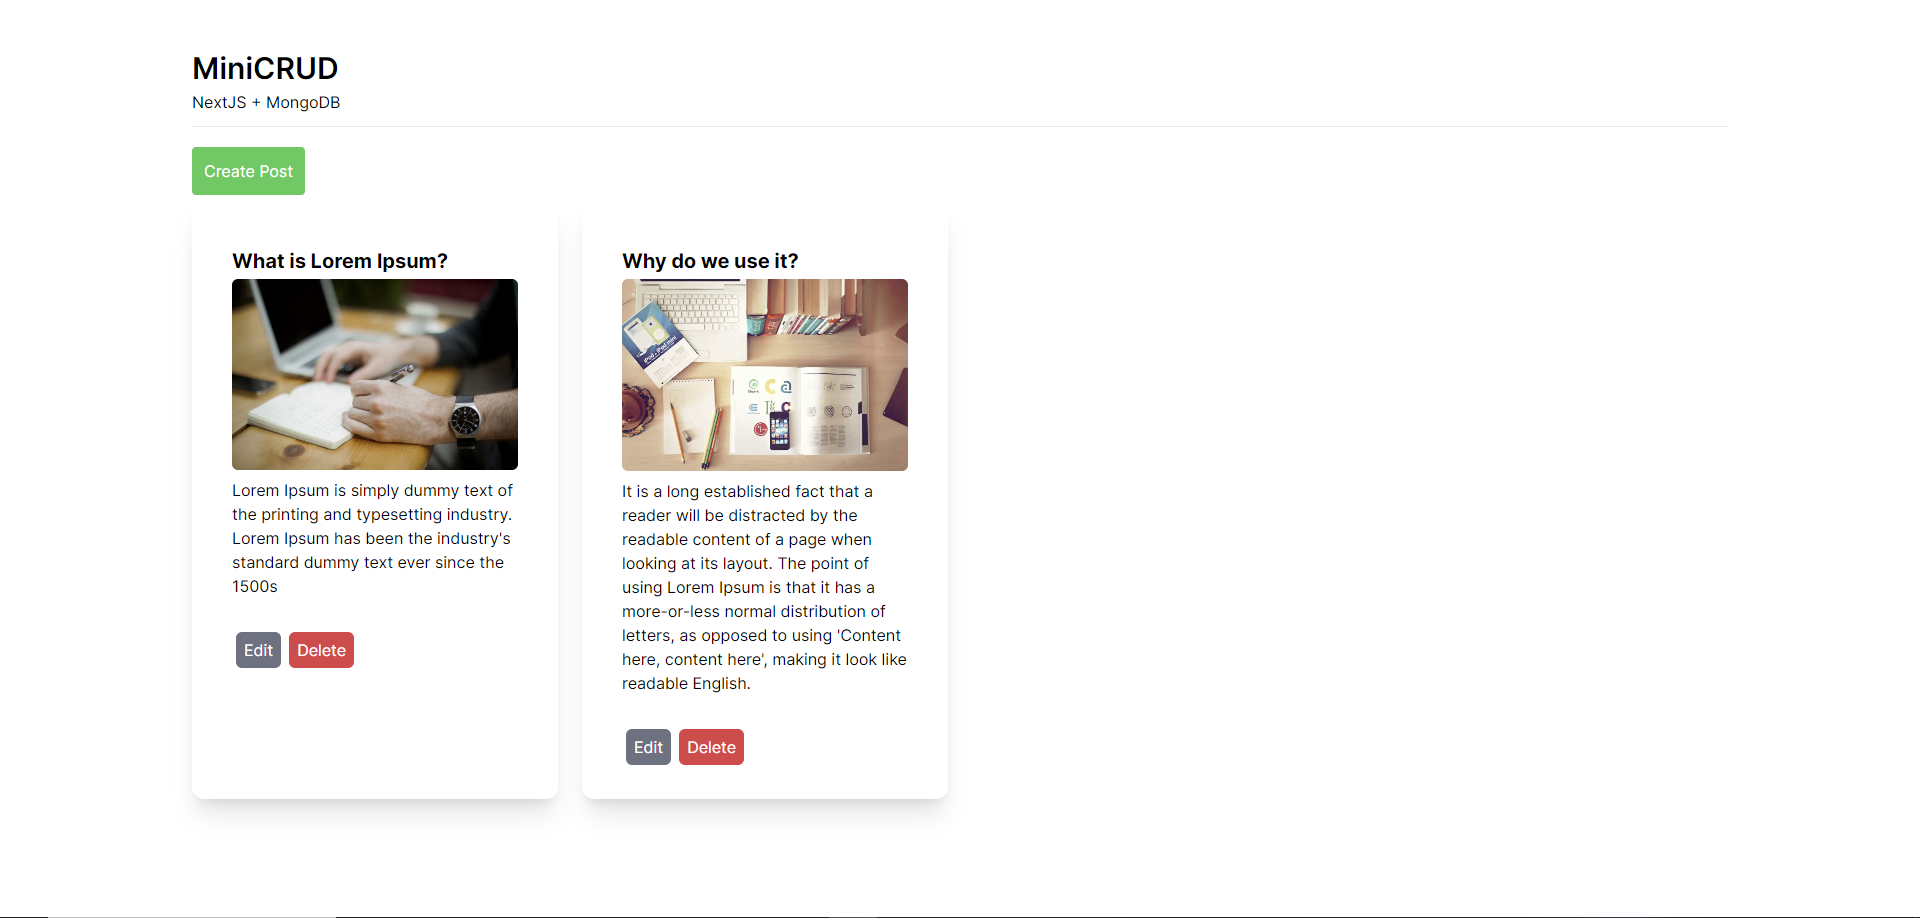 MiniCRUD
NextJS + MongoDB
Create Post
What is Lorem Ipsum?
Lorem Ipsum is simply dummy text of
the printing and typesetting industry.
Lorem Ipsum has been the industry's
standard dummy text ever since the
1500s
Edit Delete
Why do we use it?
iPod + iPad mini
It is a long established fact that a
reader will be distracted by the
readable content of a page when
looking at its layout. The point of
using Lorem Ipsum is that it has a
more-or-less normal distribution of
letters, as opposed to using 'Content
here, content here', making it look like
readable English.
Edit Delete